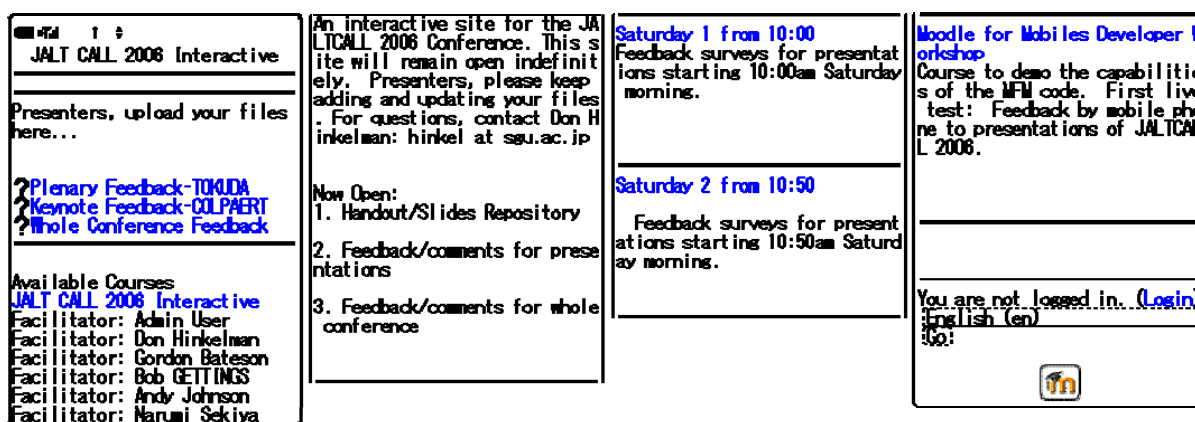 JALT CALL 2006 Interactive
Presenters, upload your files
here...
?Plenary Feedback-TOKUDA
?Keynote Feedback-COLPAERT
?Whole Conference Feedback
Available Courses
JALT CALL 2006 Interactive
Facilitator: Admin User
Facilitator: Don Hinkelman
Facilitator: Gordon Bateson
Facilitator: Bob GETTINGS
Facilitator: Andy Johnson
Facilitator: Narumi Sekiya
An interactive site for the JA
LTCALL 2006 Conference. This s
ite will remain open indefinit
ely. Presenters, please keep
adding and updating your files
. For questions, contact Don H
inkelman: hinkel at sgu.ac.jp
Now Open:
1. Handout/Slides Repository
2. Feedback/comments for prese
ntations
3. Feedback/comments for whole
conference
Saturday 1 from 10:00
Feedback surveys for presentat
ions starting 10:00am Saturday
morning.
Saturday 2 from 10:50
Feedback surveys for present
ations starting 10:50am Saturd
ay morning.
Moodle for Mobiles Developer W
orkshop
Course to demo the capabilitie
s of the MFM code. First live
test: Feedback by mobile pho
ne to presentations of JALTCAL
L 2006.
You are not logged in. (Login)
English (en)
Go
m